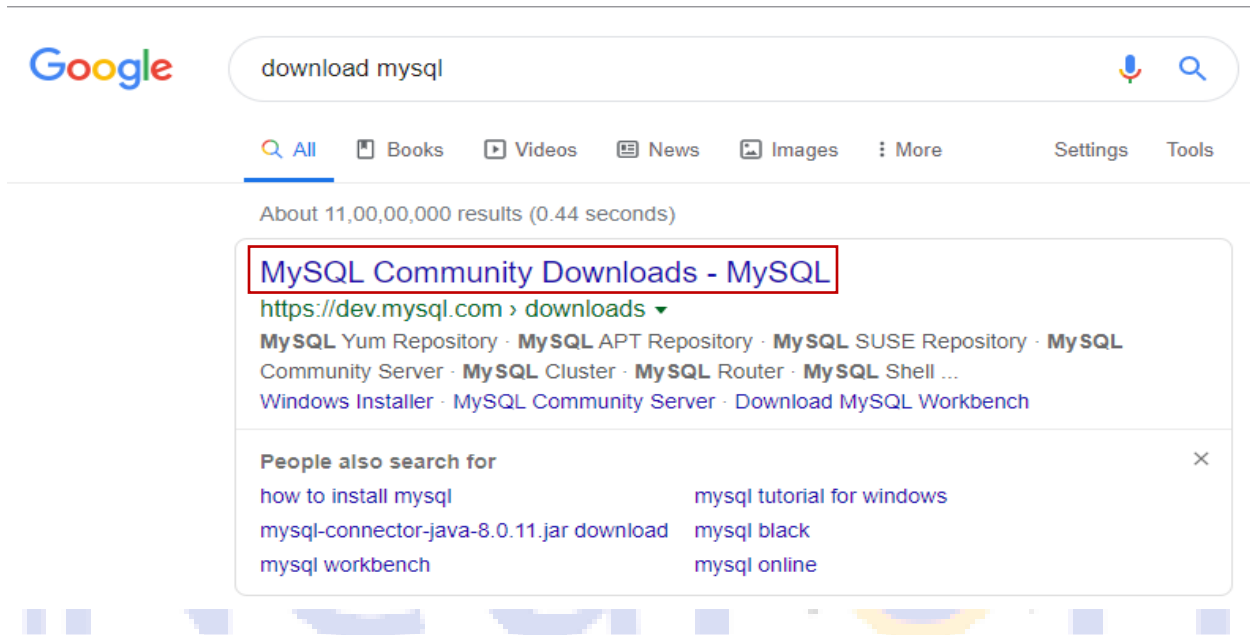 Google
download mysql
All Books Videos News Images More Settings Tools
About 11,00,00,000 results (0.44 seconds)
MySQL Community Downloads - MySQL
https://dev.mysql.com › downloads
MySQL Yum Repository · MySQL APT Repository · MySQL SUSE Repository · MySQL
Community Server · MySQL Cluster · MySQL Router · MySQL Shell ...
Windows Installer · MySQL Community Server · Download MySQL Workbench
People also search for
how to install mysql mysql tutorial for windows
mysql-connector-java-8.0.11.jar download mysql black
mysql workbench mysql online